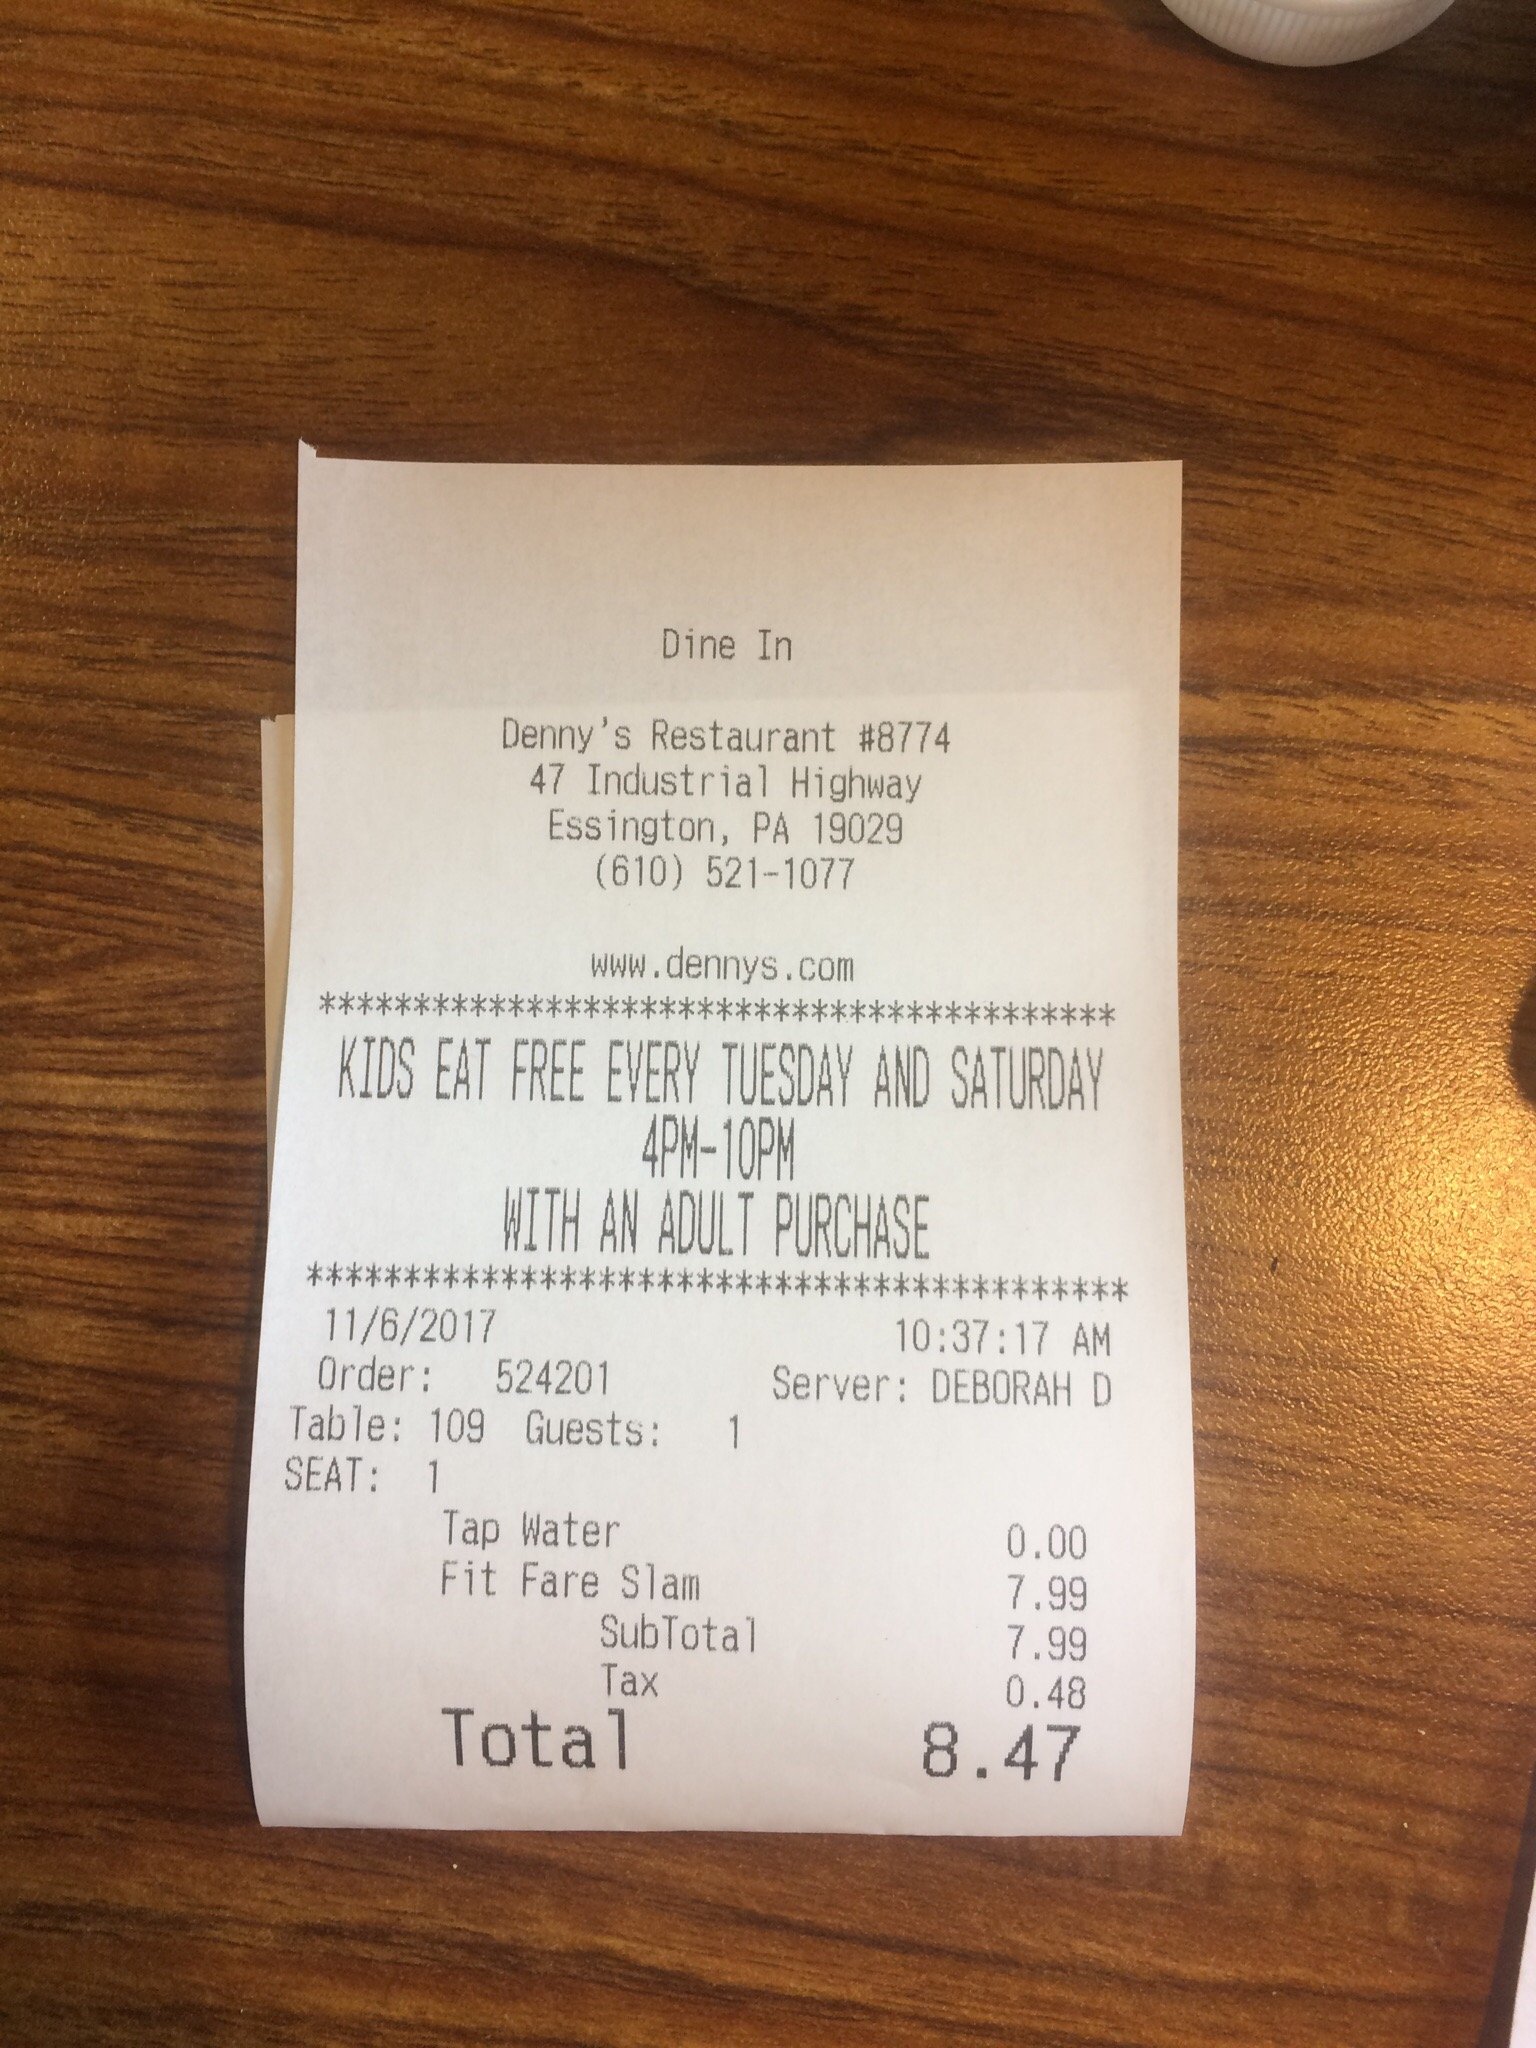 Dine In
Denny's Restaurant #8774
47 Industrial Highway
Essington, PA 19029
(610) 521-1077
www.dennys.com
******************************************
KIDS EAT FREE EVERY TUESDAY AND SATURDAY
4PM-10PM
WITH AN ADULT PURCHASE
******************************************
11/6/2017 10:37:17 AM
Order: 524201 Server: DEBORAH D
Table: 109 Guests: 1
SEAT: 1
Tap Water 0.00
Fit Fare Slam 7.99
SubTotal 7.99
Tax 0.48
Total 8.47